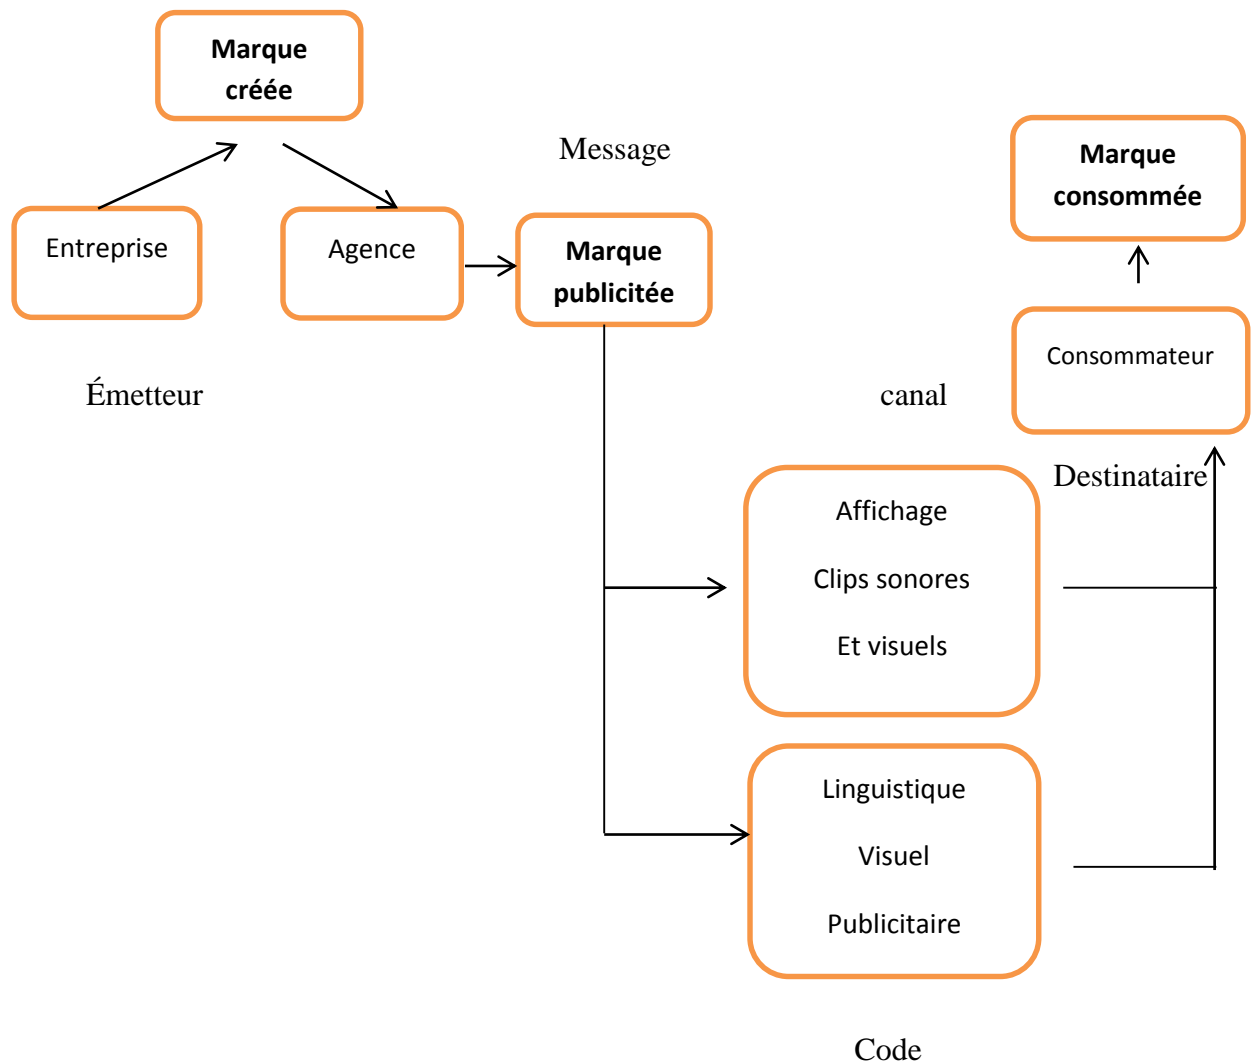 Marque
créée
Message
Marque
consommée
Entreprise
Agence
Marque
publicitée
Consommateur
Émetteur
canal
Destinataire
Affichage
Clips sonores
Et visuels
Linguistique
Visuel
Publicitaire
Code